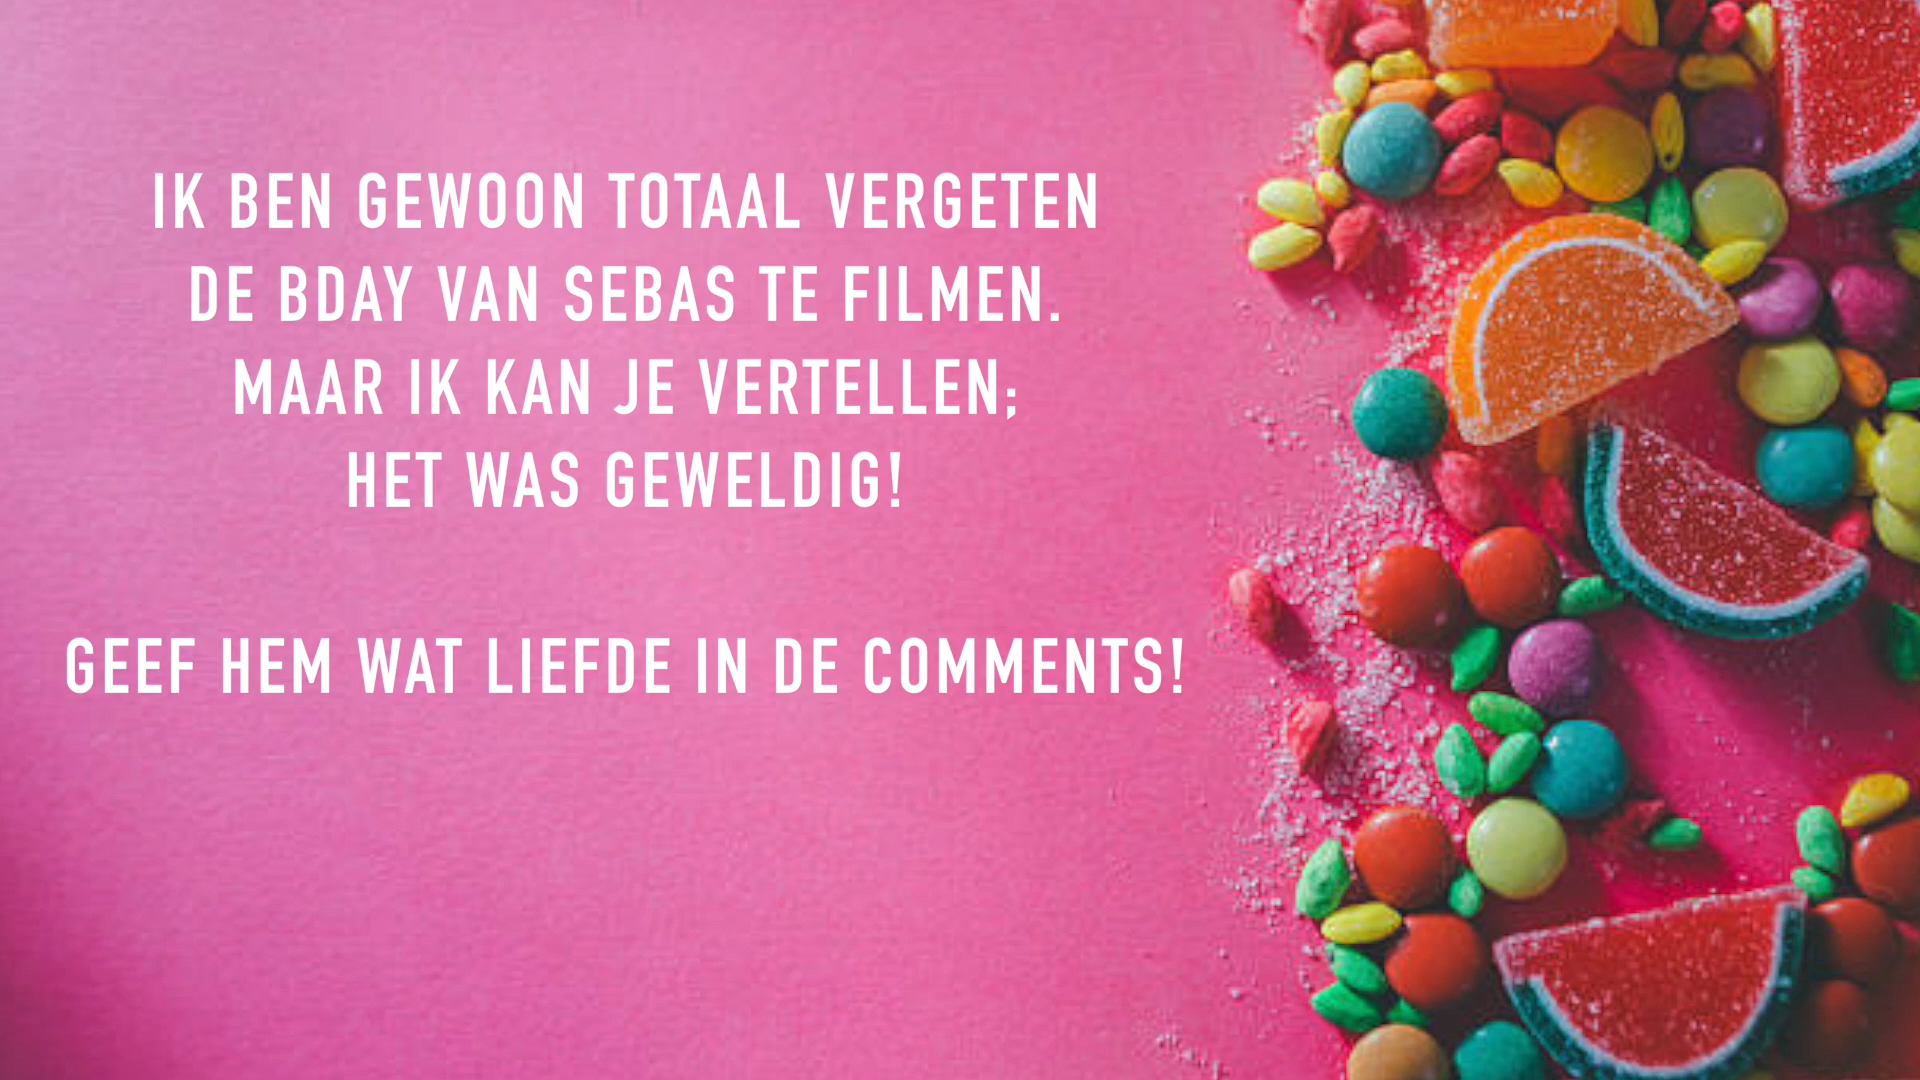 IK BEN GEWOON TOTAAL VERGETEN
DE BDAY VAN SEBAS TE FILMEN.
MAAR IK KAN JE VERTELLEN;
HET WAS GEWELDIG!
GEEF HEM WAT LIEFDE IN DE COMMENTS!